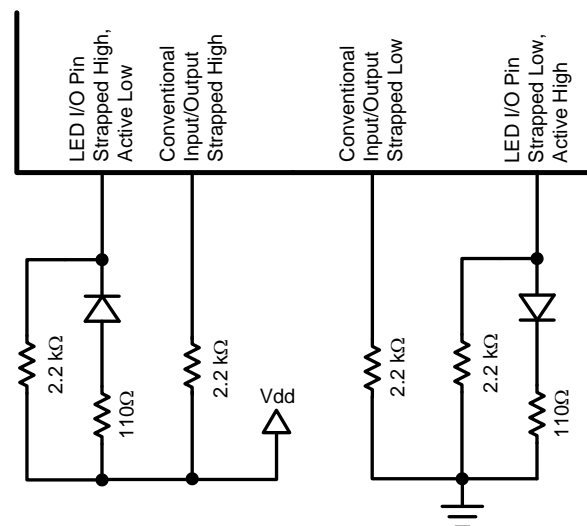 LED I/O Pin
Strapped High,
Active Low
Conventional
Input/Output
Strapped High
Conventional
Input/Output
Strapped Low
LED I/O Pin
Strapped Low,
Active High
2.2 kΩ
110Ω
2.2 kΩ
Vdd
2.2 kΩ
2.2 kΩ
110Ω